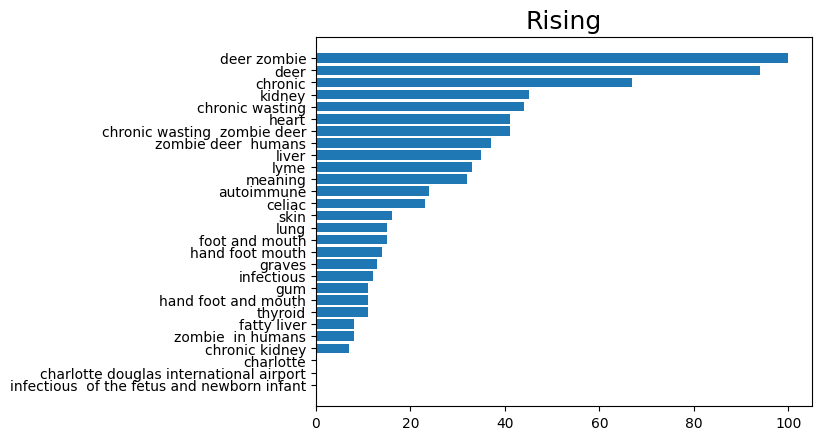 Rising
deer zombie
deer
chronic
kidney
chronic wasting
heart
chronic wasting  zombie deer
zombie deer  humans
liver
lyme
meaning
autoimmune
celiac
skin
lung
foot and mouth
hand foot mouth
graves
infectious
gum
hand foot and mouth
thyroid
fatty liver
zombie  in humans
chronic kidney
charlotte
charlotte douglas international airport
infectious  of the fetus and newborn infant
0 20 40 60 80 100